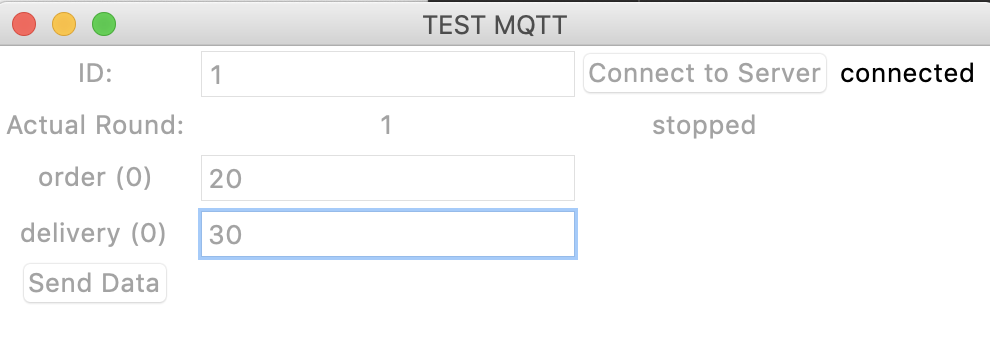 TEST MQTT
ID: 1 Connect to Server connected
Actual Round: 1 stopped
order (0) 20
delivery (0) 30
Send Data